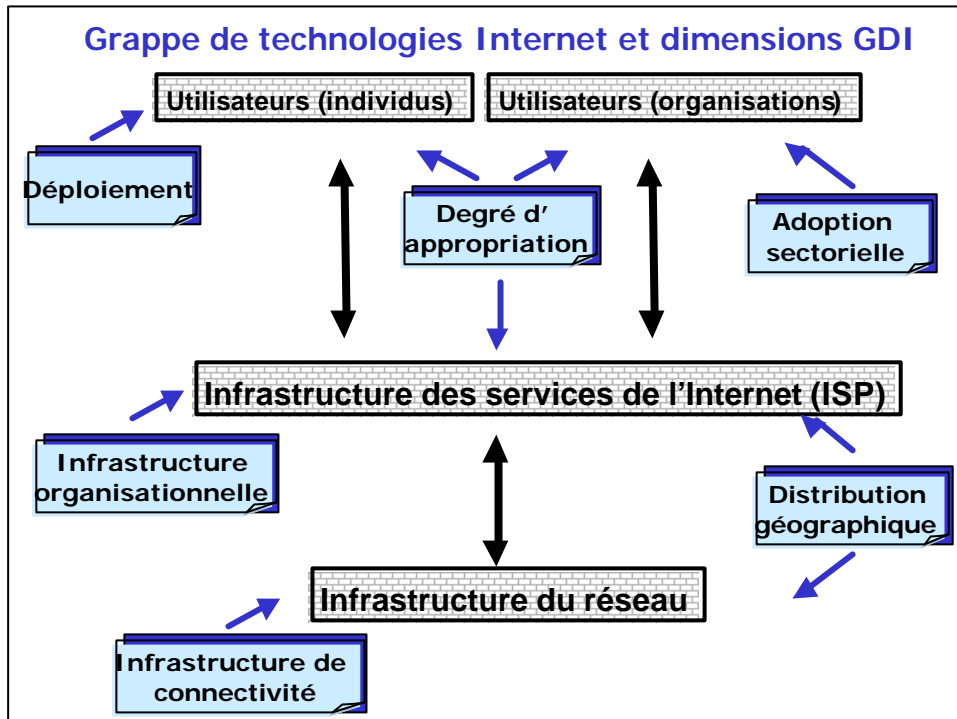 Grappe de technologies Internet et dimensions GDI
Utilisateurs (individus)
Utilisateurs (organisations)
Déploiement
Degré d'
appropriation
Adoption
sectorielle
Infrastructure des services de l'Internet (ISP)
Infrastructure
organisationnelle
Distribution
géographique
Infrastructure du réseau
Infrastructure de
connectivité